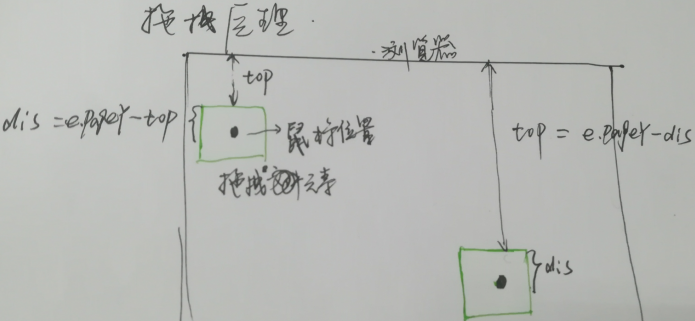 拖拽原理.
浏览器
top
dis = e.pageY - top
鼠标位置
拖拽元素
top = e.pageY - dis
dis